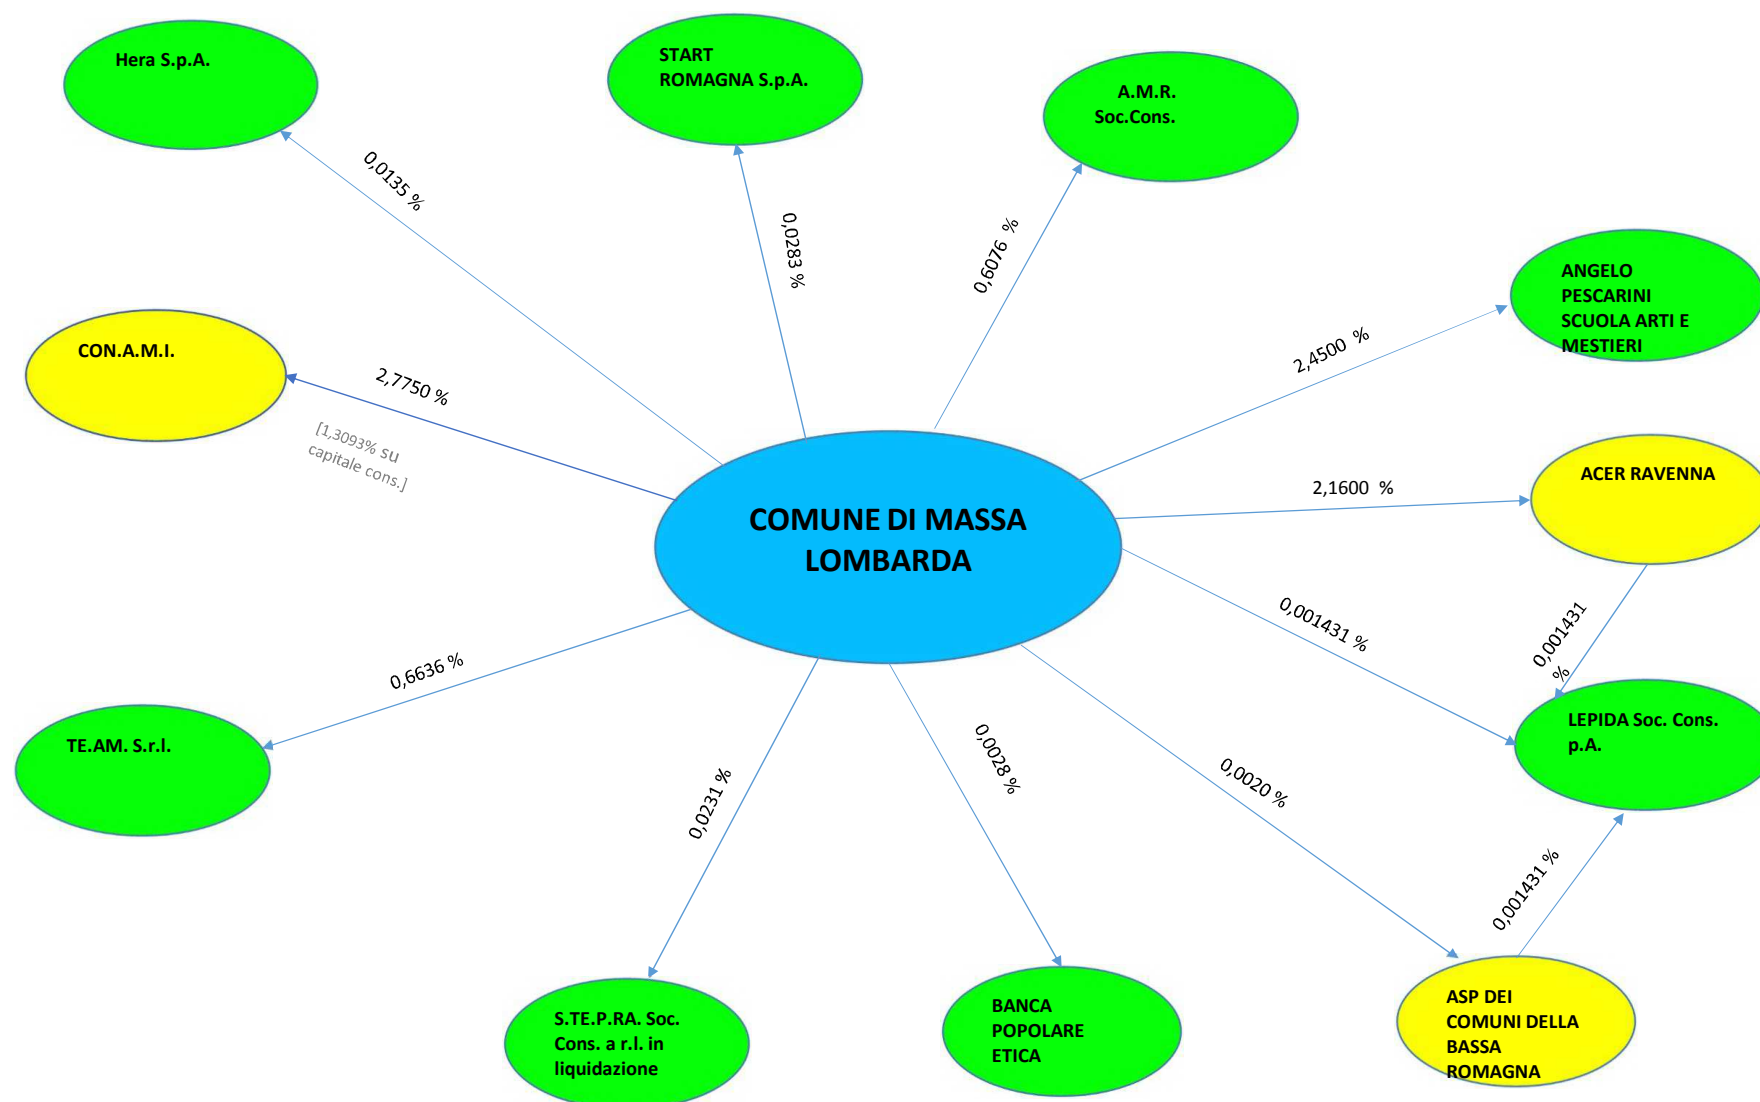 Hera S.p.A.
START
ROMAGNA S.p.A.
A.M.R.
Soc.Cons.
0,0135 %
0,0283 %
0,6076 %
ANGELO
PESCARINI
SCUOLA ARTI E
MESTIERI
CON.A.M.I.
2,7750 %
[1,3093% su
capitale cons.]
2,4500 %
ACER RAVENNA
2,1600 %
COMUNE DI MASSA
LOMBARDA
0,001431 %
0,001431
%
0,6636 %
TE.AM. S.r.l.
LEPIDA Soc. Cons.
p.A.
0,0231 %
0,0028 %
0,0020 %
0,001431 %
S.TE.P.RA. Soc.
Cons. a r.l. in
liquidazione
BANCA
POPOLARE
ETICA
ASP DEI
COMUNI DELLA
BASSA
ROMAGNA